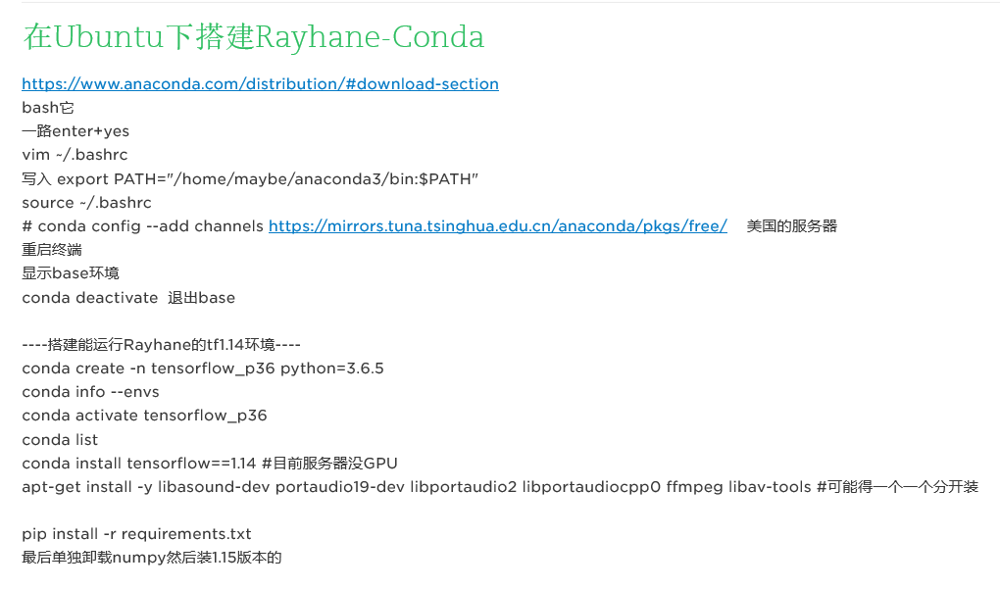 在Ubuntu下搭建Rayhane-Conda
https://www.anaconda.com/distribution/#download-section
bash它
一路enter+yes
vim ~/.bashrc
写入 export PATH="/home/maybe/anaconda3/bin:$PATH"
source ~/.bashrc
# conda config --add channels https://mirrors.tuna.tsinghua.edu.cn/anaconda/pkgs/free/ 美国的服务器
重启终端
显示base环境
conda deactivate 退出base
----搭建能运行Rayhane的tf1.14环境----
conda create -n tensorflow_p36 python=3.6.5
conda info --envs
conda activate tensorflow_p36
conda list
conda install tensorflow==1.14 #目前服务器没GPU
apt-get install -y libasound-dev portaudio19-dev libportaudio2 libportaudiocpp0 ffmpeg libav-tools #可能得一个一个分开装
pip install -r requirements.txt
最后单独卸载numpy然后装1.15版本的